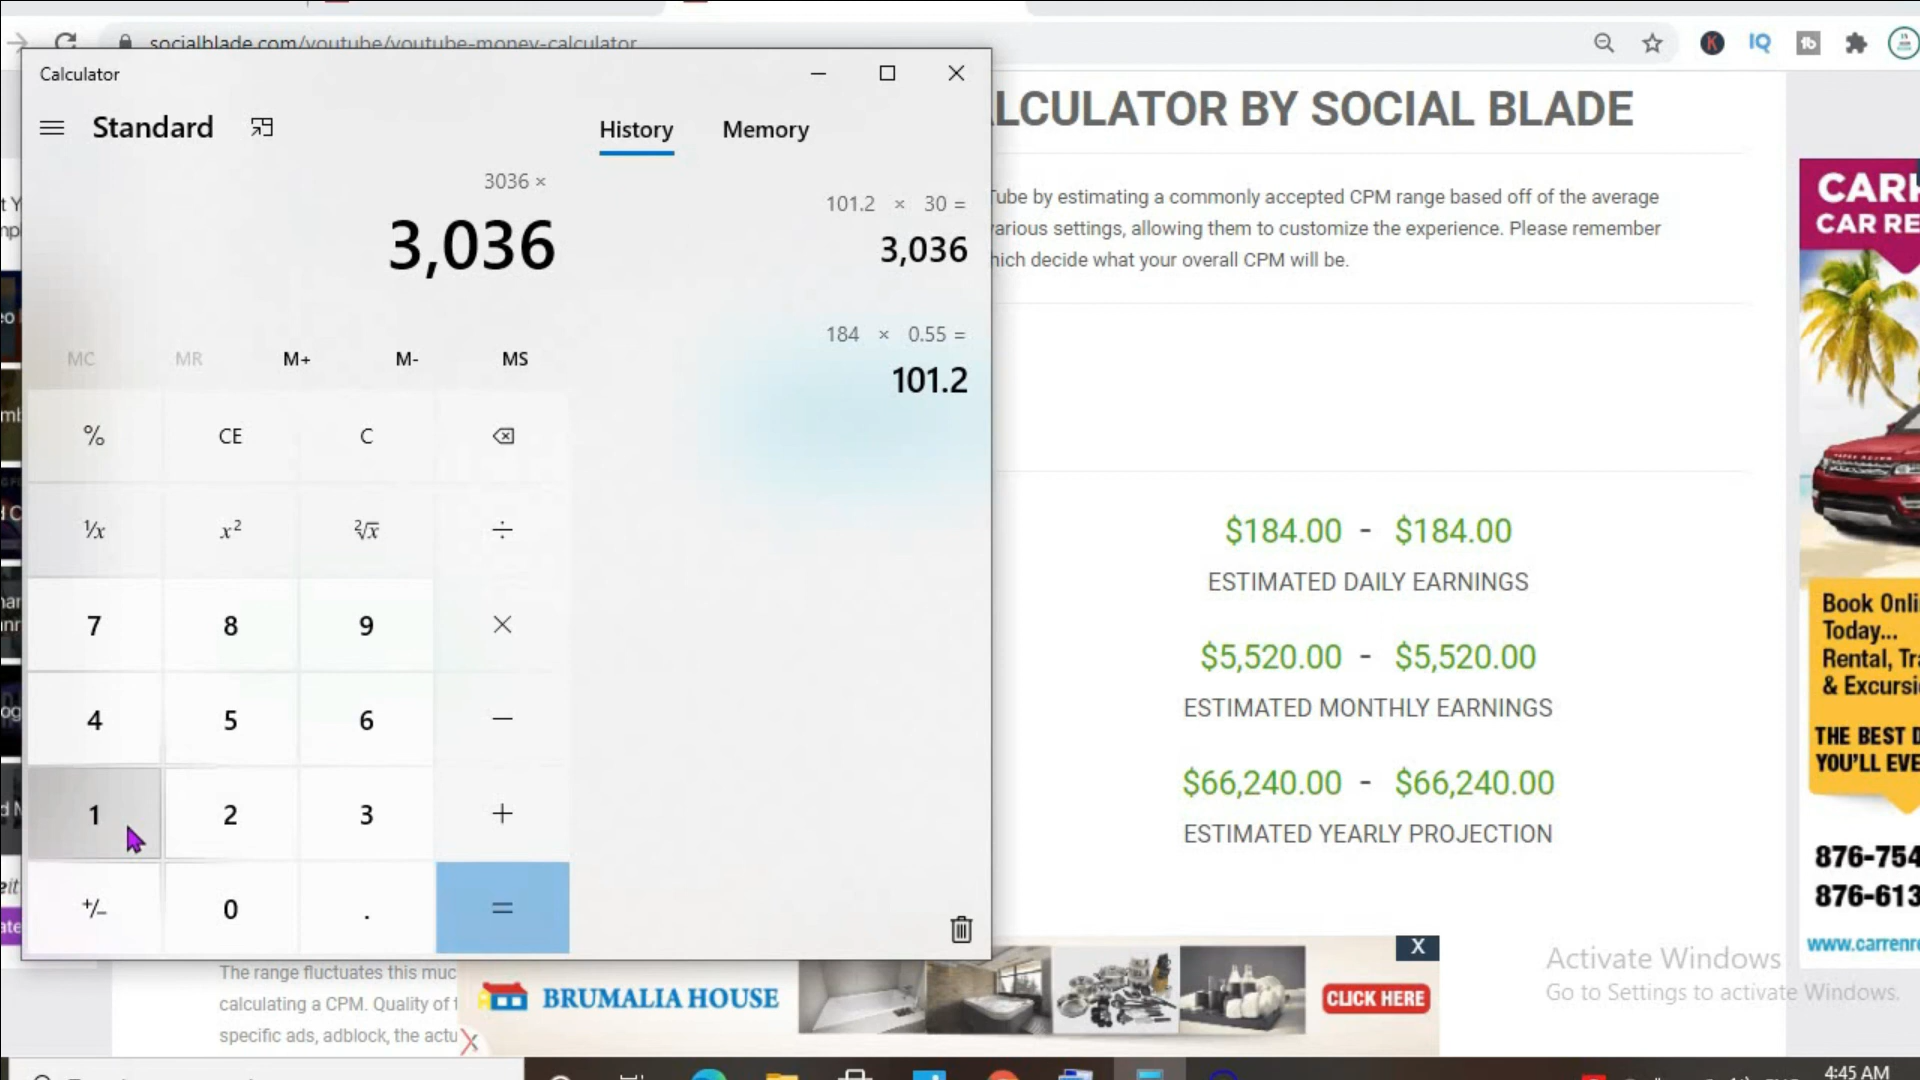 socialblade.com/youtube/youtube-money-calculator
Calculator
Standard
History
Memory
3036 ×
3,036
101.2 × 30 =
3,036
184 × 0.55 =
101.2
MC MR M+ M- MS
% CE C
¹/x x² ²√x ÷
7 8 9 ×
4 5 6 −
1 2 3 +
+/− 0 . =
LCULATOR BY SOCIAL BLADE
Tube by estimating a commonly accepted CPM range based off of the average
various settings, allowing them to customize the experience. Please remember
hich decide what your overall CPM will be.
$184.00 - $184.00
ESTIMATED DAILY EARNINGS
$5,520.00 - $5,520.00
ESTIMATED MONTHLY EARNINGS
$66,240.00 - $66,240.00
ESTIMATED YEARLY PROJECTION
CAR RE
Book Onli
Today...
Rental, Tra
& Excursi
THE BEST D
YOU'LL EVE
876-754
876-613
www.carrenre
The range fluctuates this muc
calculating a CPM. Quality of
specific ads, adblock, the actu
BRUMALIA HOUSE
CLICK HERE
X
Activate Windows
Go to Settings to activate Windows.
4:45 AM